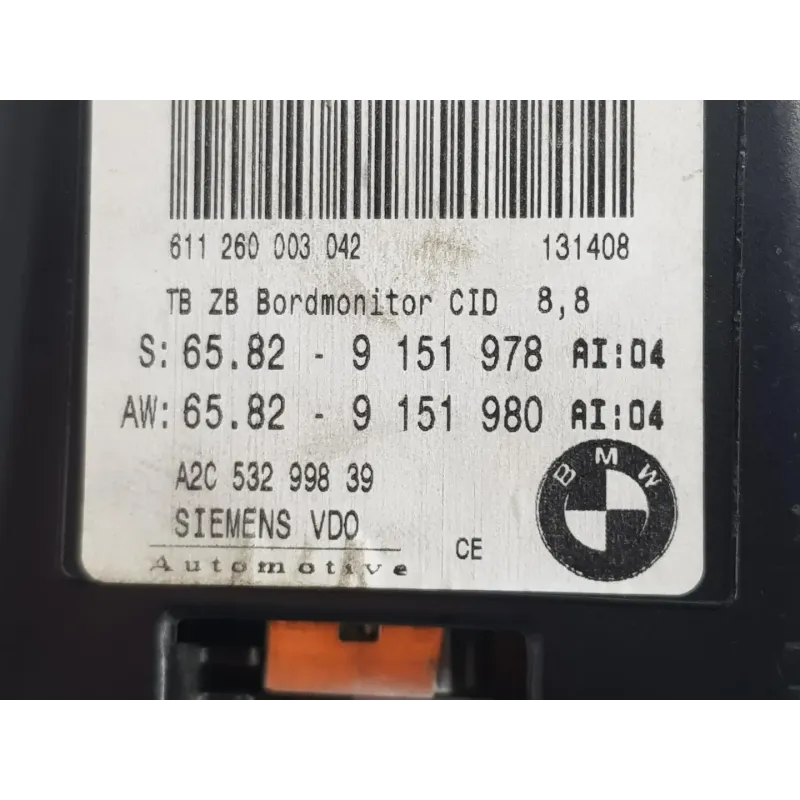 611 260 003 042 131408
TB ZB Bordmonitor CID 8,8
S: 65.82 - 9 151 978 AI:04
AW: 65.82 - 9 151 980 AI:04
A2C 532 998 39
BMW
SIEMENS VDO
CE
Automotive